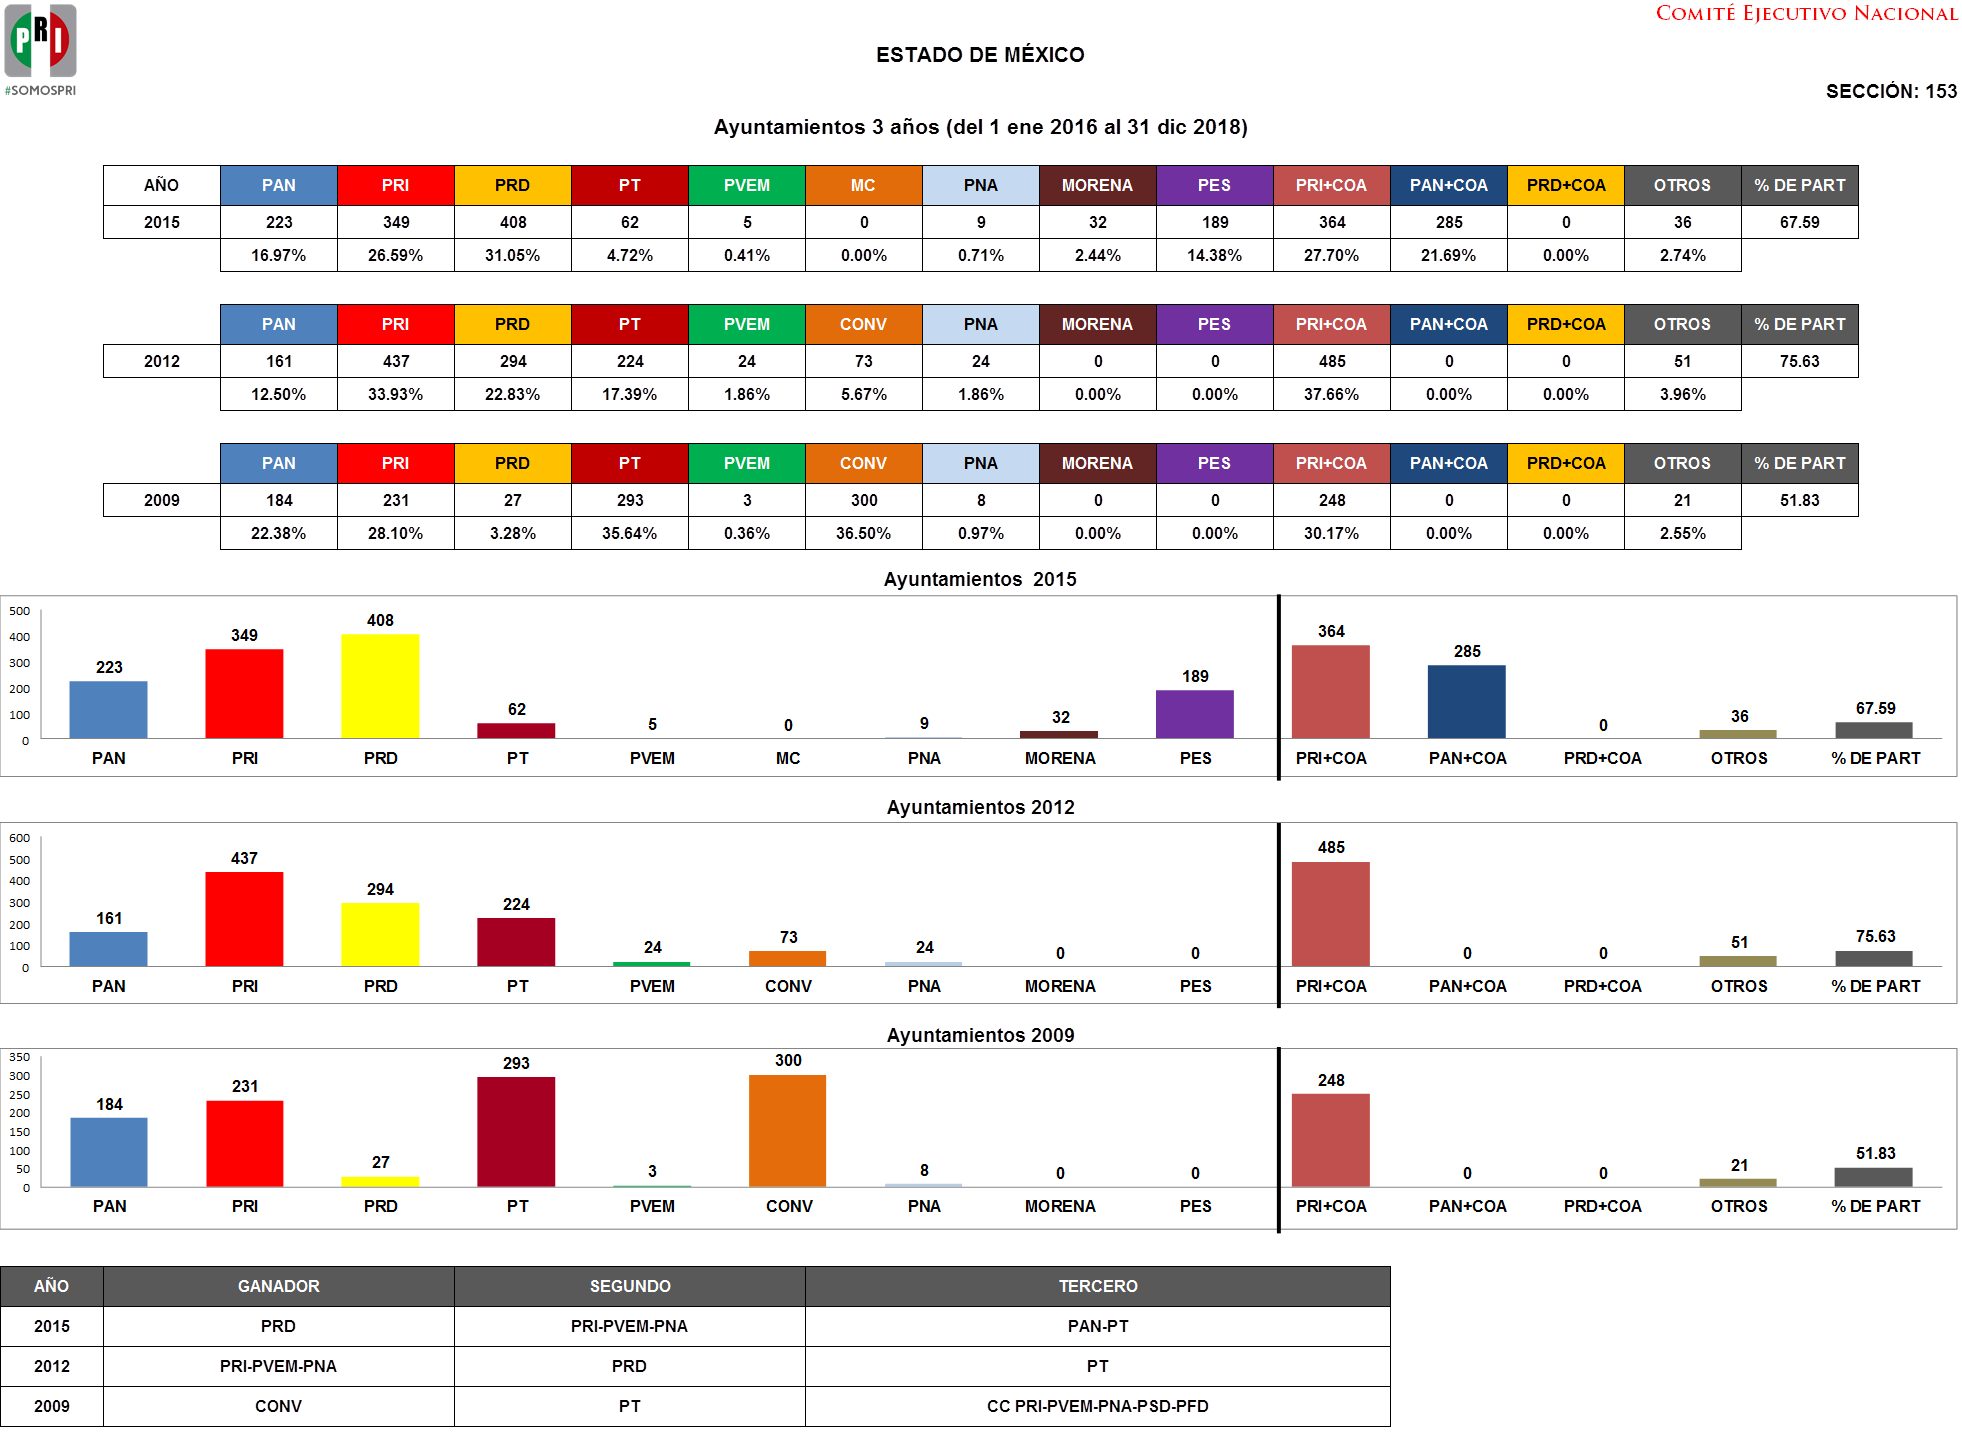 PRI
#SOMOSPRI
COMITÉ EJECUTIVO NACIONAL
ESTADO DE MÉXICO
SECCIÓN: 153
Ayuntamientos 3 años (del 1 ene 2016 al 31 dic 2018)
AÑO PAN PRI PRD PT PVEM MC PNA MORENA PES PRI+COA PAN+COA PRD+COA OTROS % DE PART
2015 223 349 408 62 5 0 9 32 189 364 285 0 36 67.59
16.97% 26.59% 31.05% 4.72% 0.41% 0.00% 0.71% 2.44% 14.38% 27.70% 21.69% 0.00% 2.74%
PAN PRI PRD PT PVEM CONV PNA MORENA PES PRI+COA PAN+COA PRD+COA OTROS % DE PART
2012 161 437 294 224 24 73 24 0 0 485 0 0 51 75.63
12.50% 33.93% 22.83% 17.39% 1.86% 5.67% 1.86% 0.00% 0.00% 37.66% 0.00% 0.00% 3.96%
PAN PRI PRD PT PVEM CONV PNA MORENA PES PRI+COA PAN+COA PRD+COA OTROS % DE PART
2009 184 231 27 293 3 300 8 0 0 248 0 0 21 51.83
22.38% 28.10% 3.28% 35.64% 0.36% 36.50% 0.97% 0.00% 0.00% 30.17% 0.00% 0.00% 2.55%
Ayuntamientos 2015
500
400
300
200
100
0
223 349 408 62 5 0 9 32 189 364 285 0 36 67.59
PAN PRI PRD PT PVEM MC PNA MORENA PES PRI+COA PAN+COA PRD+COA OTROS % DE PART
Ayuntamientos 2012
600
500
400
300
200
100
0
161 437 294 224 24 73 24 0 0 485 0 0 51 75.63
PAN PRI PRD PT PVEM CONV PNA MORENA PES PRI+COA PAN+COA PRD+COA OTROS % DE PART
Ayuntamientos 2009
350
300
250
200
150
100
50
0
184 231 27 293 3 300 8 0 0 248 0 0 21 51.83
PAN PRI PRD PT PVEM CONV PNA MORENA PES PRI+COA PAN+COA PRD+COA OTROS % DE PART
AÑO GANADOR SEGUNDO TERCERO
2015 PRD PRI-PVEM-PNA PAN-PT
2012 PRI-PVEM-PNA PRD PT
2009 CONV PT CC PRI-PVEM-PNA-PSD-PFD